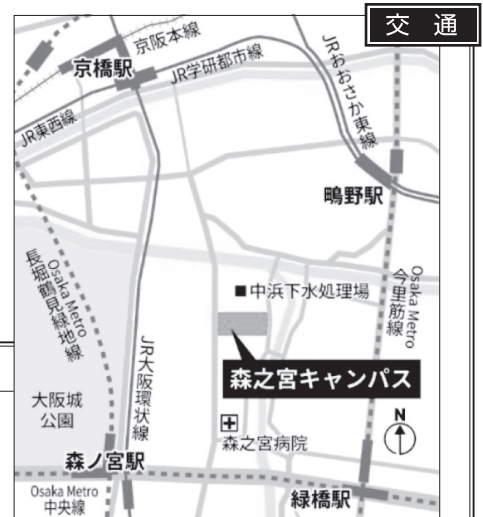 交 通
京阪本線
京橋駅
JR学研都市線
JRおおさか東線
JR東西線
鴫野駅
Osaka Metro
長堀鶴見緑地線
■中浜下水処理場
Osaka Metro
今里筋線
森之宮キャンパス
JR大阪環状線
大阪城
公園
N
森之宮病院
森ノ宮駅
Osaka Metro
中央線
緑橋駅